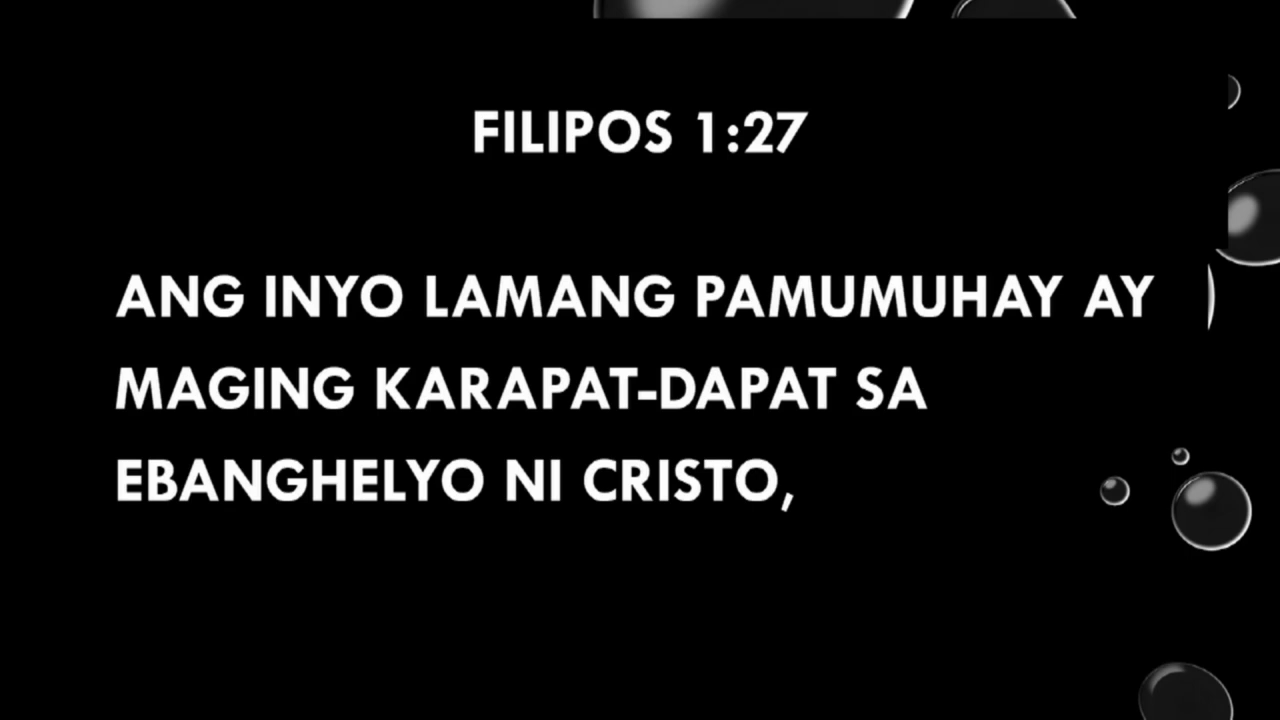 FILIPOS 1:27
ANG INYO LAMANG PAMUMUHAY AY
MAGING KARAPAT-DAPAT SA
EBANGHELYO NI CRISTO,